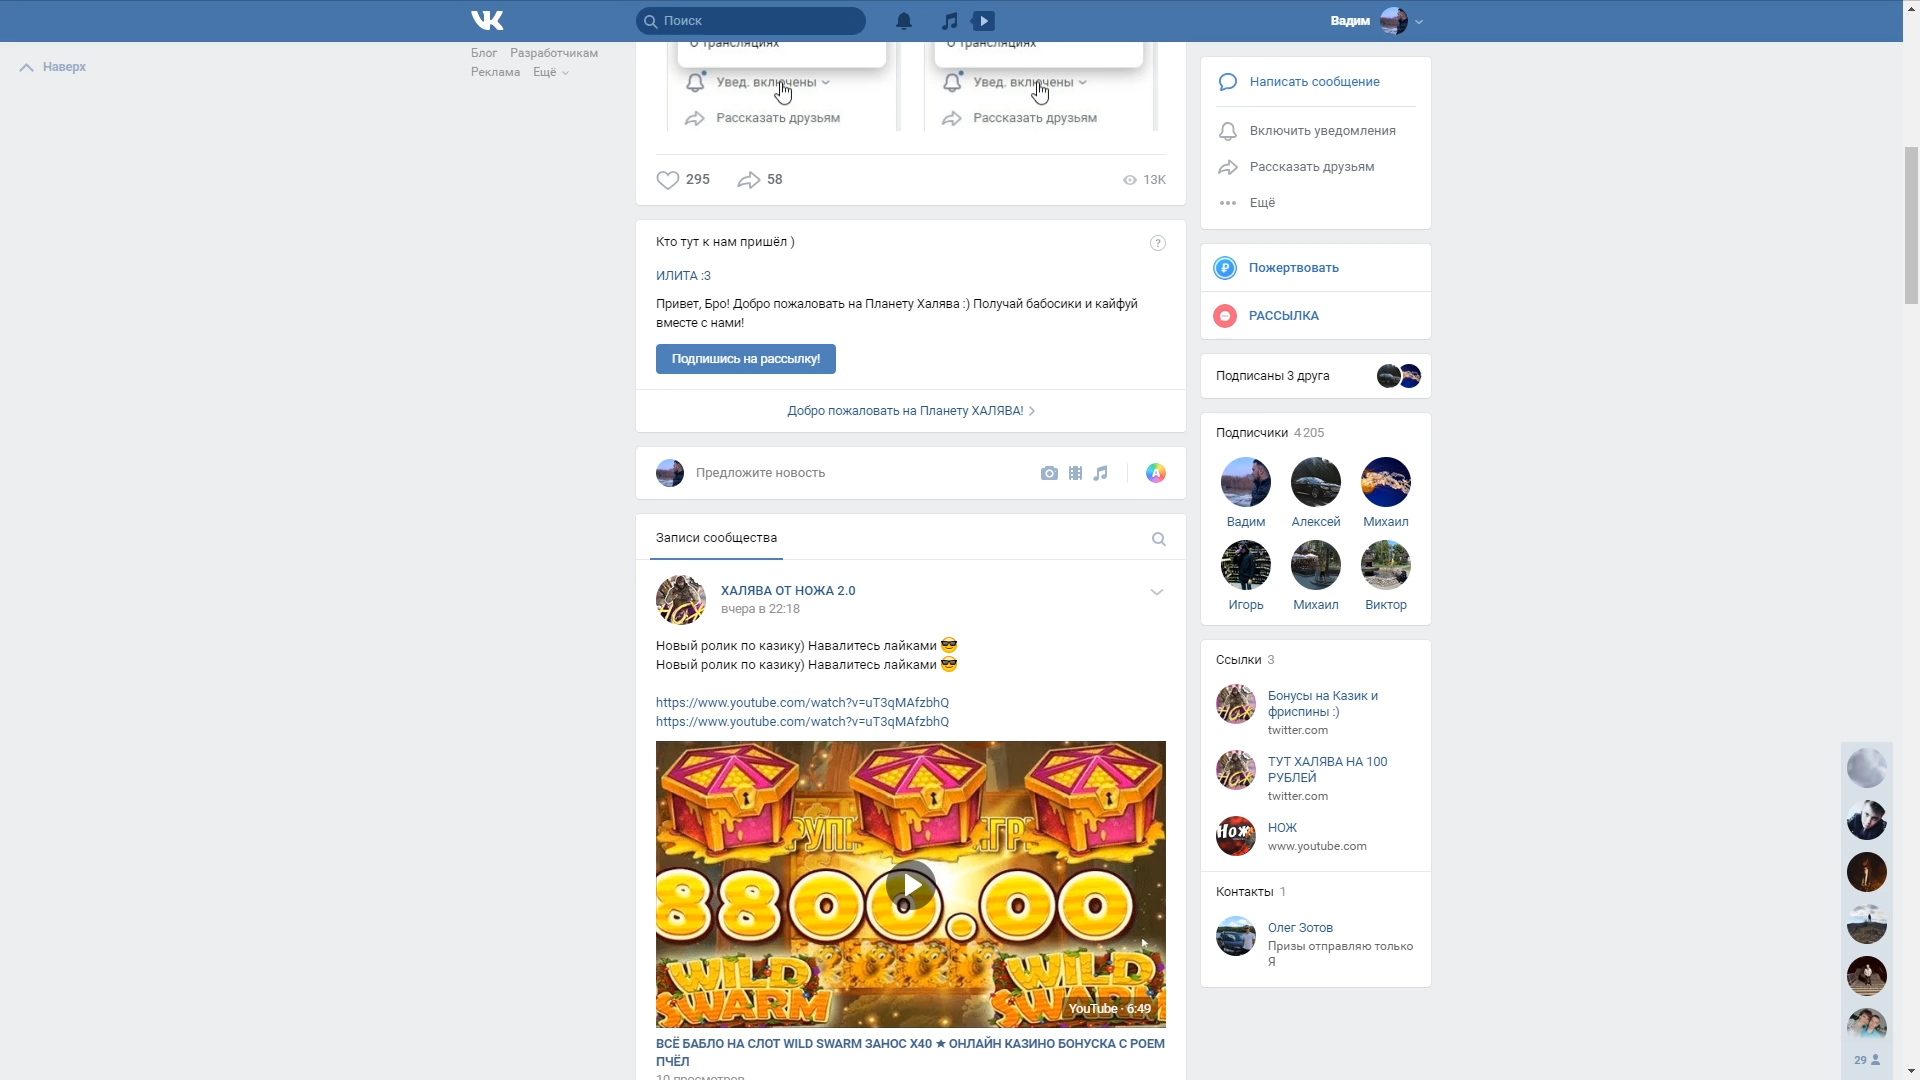 Поиск
Вадим
Наверх
Блог Разработчикам
Реклама Ещё
О трансляциях
О трансляциях
Увед. включены
Увед. включены
Рассказать друзьям
Рассказать друзьям
295 58 13K
Кто тут к нам пришёл )
ИЛИТА :3
Привет, Бро! Добро пожаловать на Планету Халява :) Получай бабосики и кайфуй
вместе с нами!
Подпишись на рассылку!
Добро пожаловать на Планету ХАЛЯВА!
Предложите новость
Записи сообщества
ХАЛЯВА ОТ НОЖА 2.0
вчера в 22:18
Новый ролик по казику) Навалитесь лайками 😎
Новый ролик по казику) Навалитесь лайками 😎
https://www.youtube.com/watch?v=uT3qMAfzbhQ
https://www.youtube.com/watch?v=uT3qMAfzbhQ
8800.00
WILD SWARM
WILD SWARM
YouTube · 6:49
ВСЁ БАБЛО НА СЛОТ WILD SWARM ЗАНОС X40 ★ ОНЛАЙН КАЗИНО БОНУСКА С РОЕМ
ПЧЁЛ
10 просмотров
Написать сообщение
Включить уведомления
Рассказать друзьям
Ещё
Пожертвовать
РАССЫЛКА
Подписаны 3 друга
Подписчики 4 205
Вадим Алексей Михаил
Игорь Михаил Виктор
Ссылки 3
Бонусы на Казик и
фриспины :)
twitter.com
ТУТ ХАЛЯВА НА 100
РУБЛЕЙ
twitter.com
Нож
НОЖ
www.youtube.com
Контакты 1
Олег Зотов
Призы отправляю только
Я
29